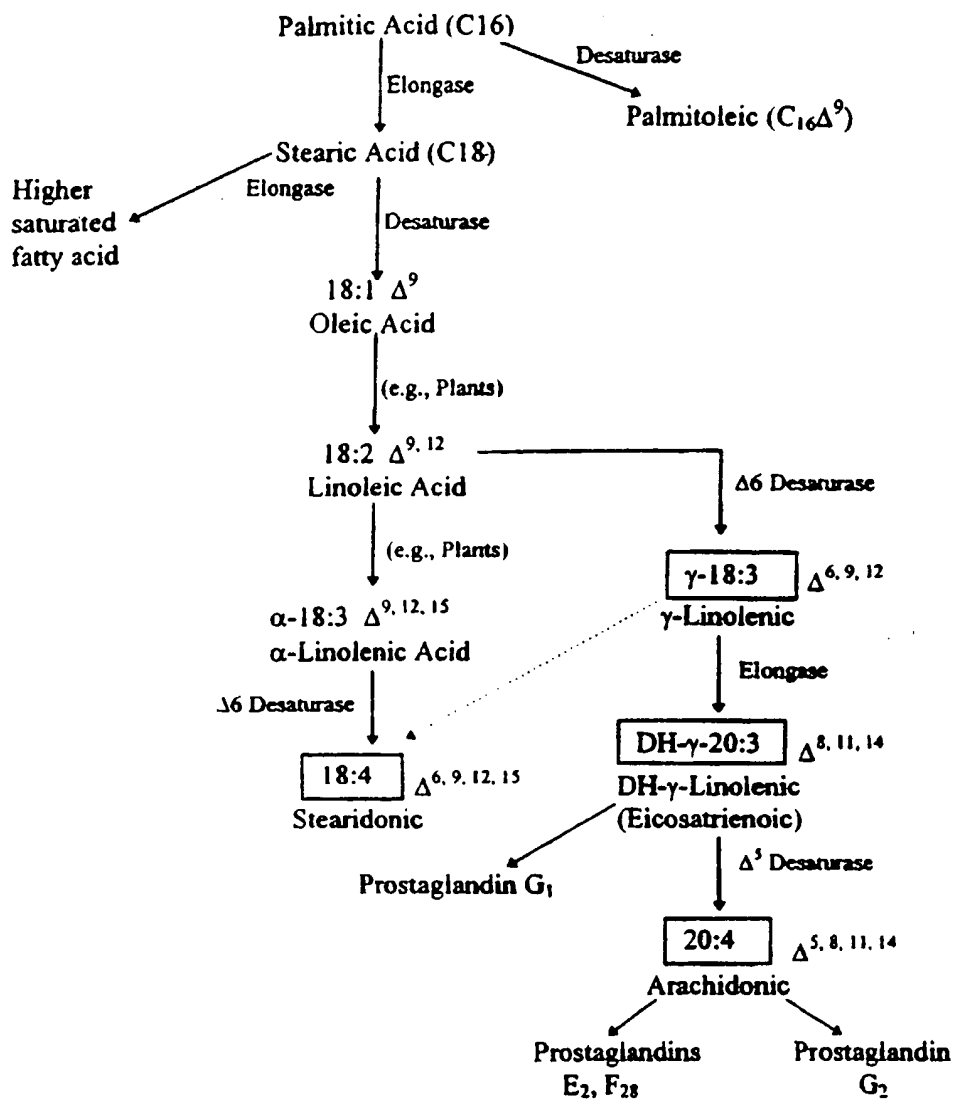 Palmitic Acid (C16)
Desaturase
Elongase
Palmitoleic (C₁₆Δ⁹)
Stearic Acid (C18)
Elongase
Higher
saturated
fatty acid
Desaturase
18:1 Δ⁹
Oleic Acid
(e.g., Plants)
18:2 Δ⁹, ¹²
Linoleic Acid
Δ6 Desaturase
(e.g., Plants)
γ-18:3 Δ⁶, ⁹, ¹²
γ-Linolenic
α-18:3 Δ⁹, ¹², ¹⁵
α-Linolenic Acid
Elongase
Δ6 Desaturase
DH-γ-20:3 Δ⁸, ¹¹, ¹⁴
DH-γ-Linolenic
(Eicosatrienoic)
18:4 Δ⁶, ⁹, ¹², ¹⁵
Stearidonic
Δ⁵ Desaturase
Prostaglandin G₁
20:4 Δ⁵, ⁸, ¹¹, ¹⁴
Arachidonic
Prostaglandins
E₂, F₂₈
Prostaglandin
G₂